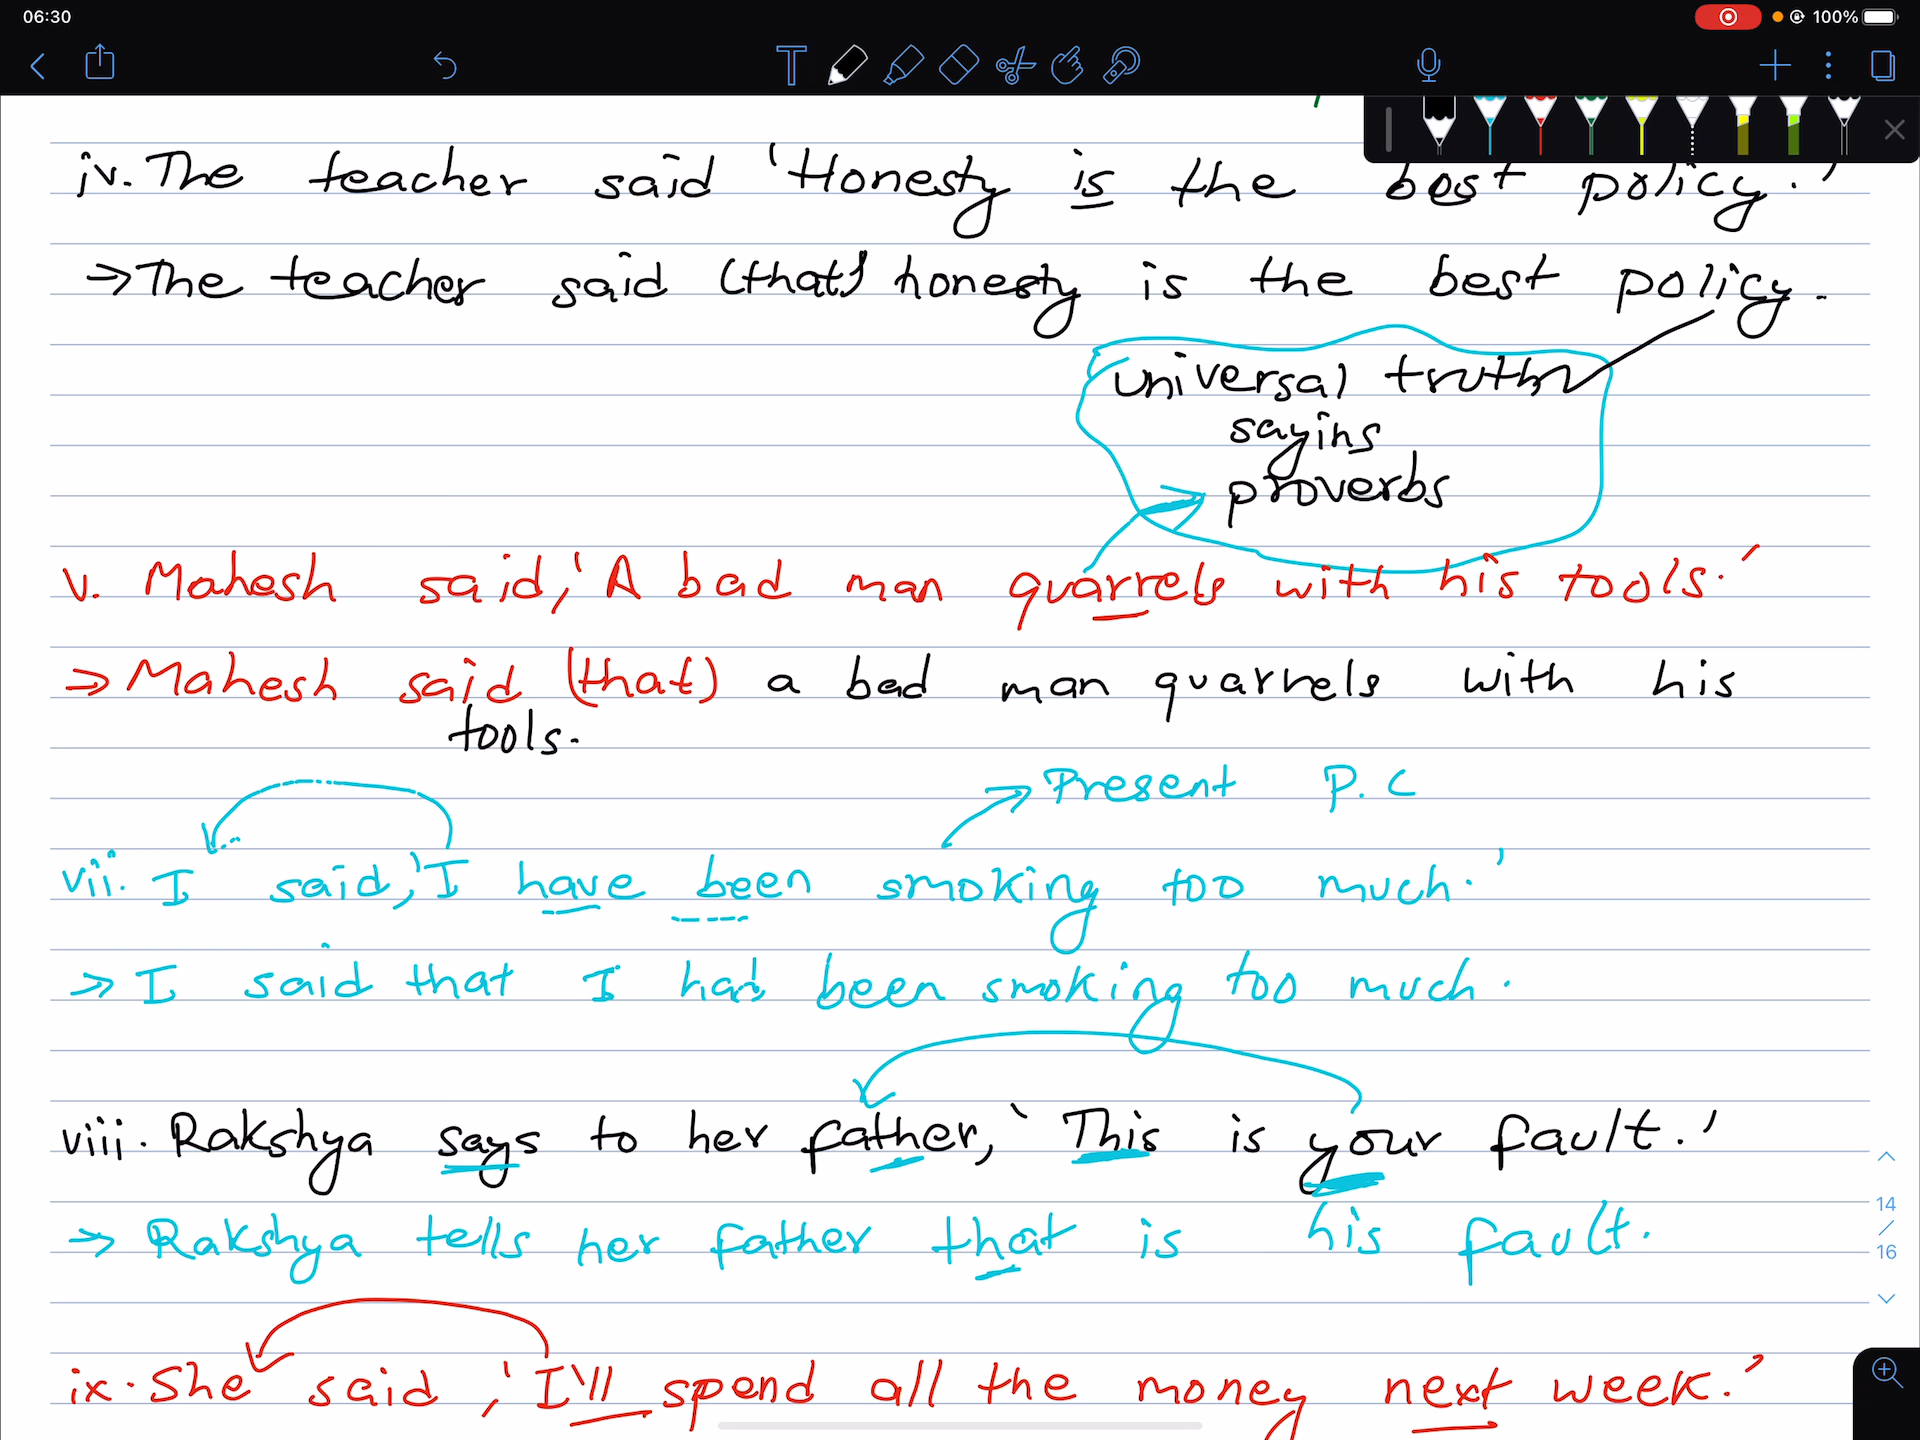 06:30
100%
iv. The teacher said 'Honesty is the best policy.'
→ The teacher said (that) honesty is the best policy.
universal truth
sayins
proverbs
v. Mahesh said, 'A bad man quarrels with his tools.'
→ Mahesh said (that) a bad man quarrels with his
tools.
→ Present P. C
vii. I said, 'I have been smoking too much.'
→ I said that I had been smoking too much.
viii. Rakshya says to her father, 'This is your fault.'
14
/
16
→ Rakshya tells her father that is his fault.
ix. She said, 'I'll spend all the money next week.'